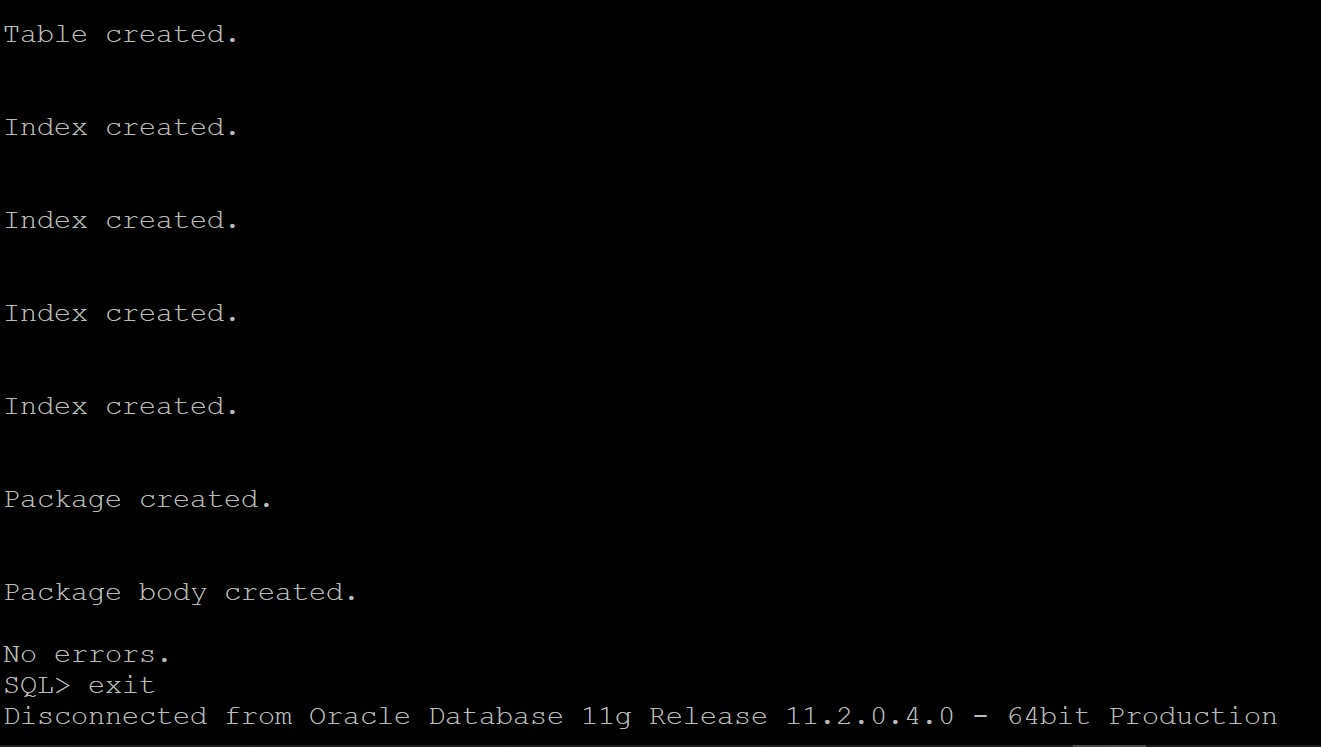 Table created.
Index created.
Index created.
Index created.
Index created.
Package created.
Package body created.
No errors.
SQL> exit
Disconnected from Oracle Database 11g Release 11.2.0.4.0 - 64bit Production